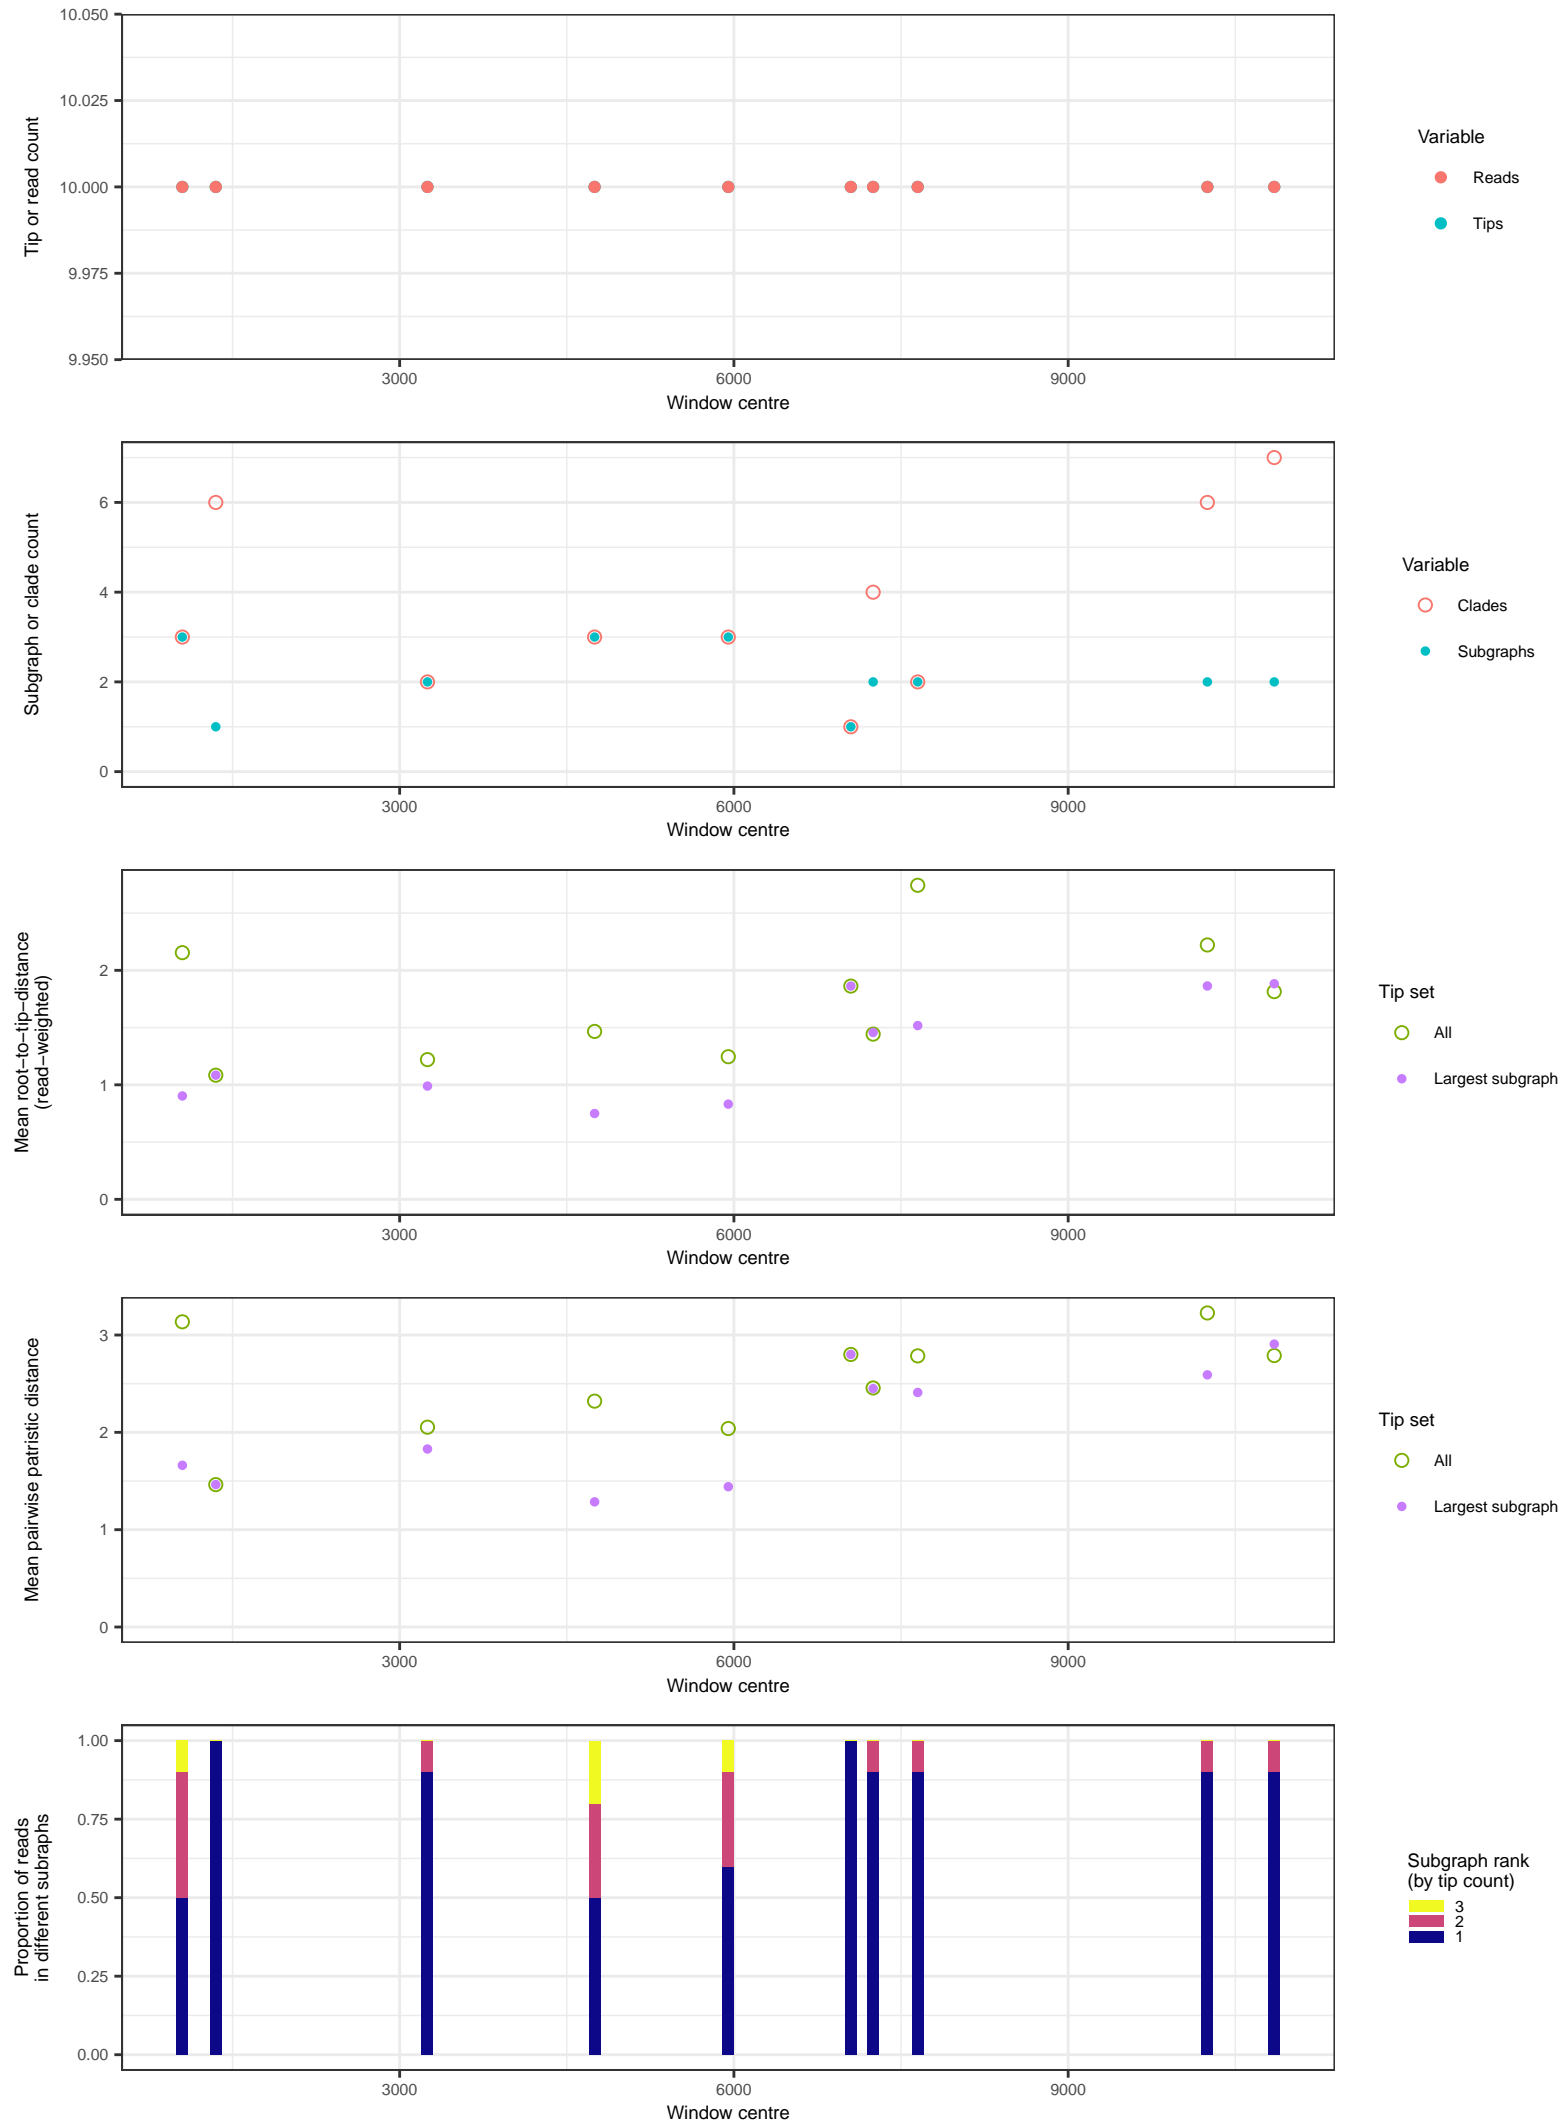 10.050
10.025
10.000
9.975
9.950
Tip or read count
3000 6000 9000
Window centre
Variable
Reads
Tips
6
4
2
0
Subgraph or clade count
3000 6000 9000
Window centre
Variable
Clades
Subgraphs
2
1
0
Mean root−to−tip−distance
(read−weighted)
3000 6000 9000
Window centre
Tip set
All
Largest subgraph
3
2
1
0
Mean pairwise patristic distance
3000 6000 9000
Window centre
Tip set
All
Largest subgraph
1.00
0.75
0.50
0.25
0.00
Proportion of reads
in different subraphs
3000 6000 9000
Window centre
Subgraph rank
(by tip count)
3
2
1